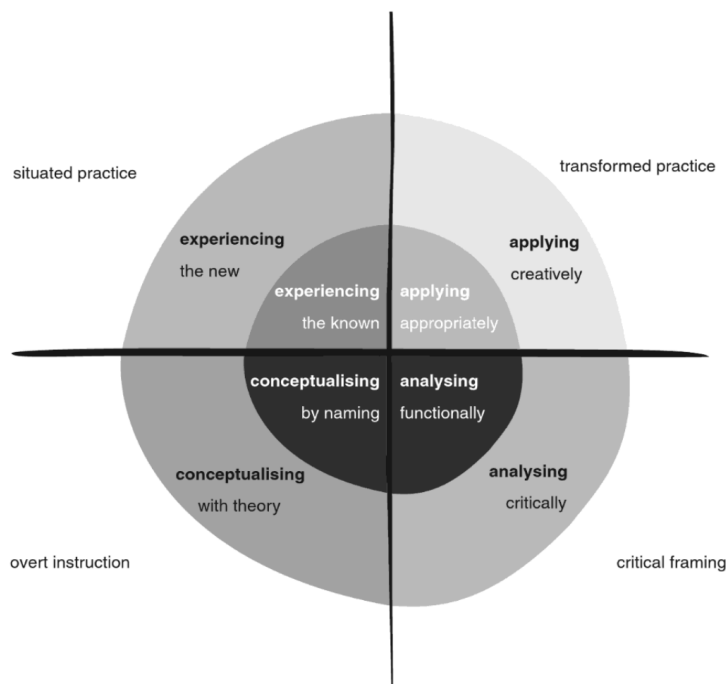 situated practice
transformed practice
experiencing
the new
applying
creatively
experiencing
the known
applying
appropriately
conceptualising
by naming
analysing
functionally
conceptualising
with theory
analysing
critically
overt instruction
critical framing